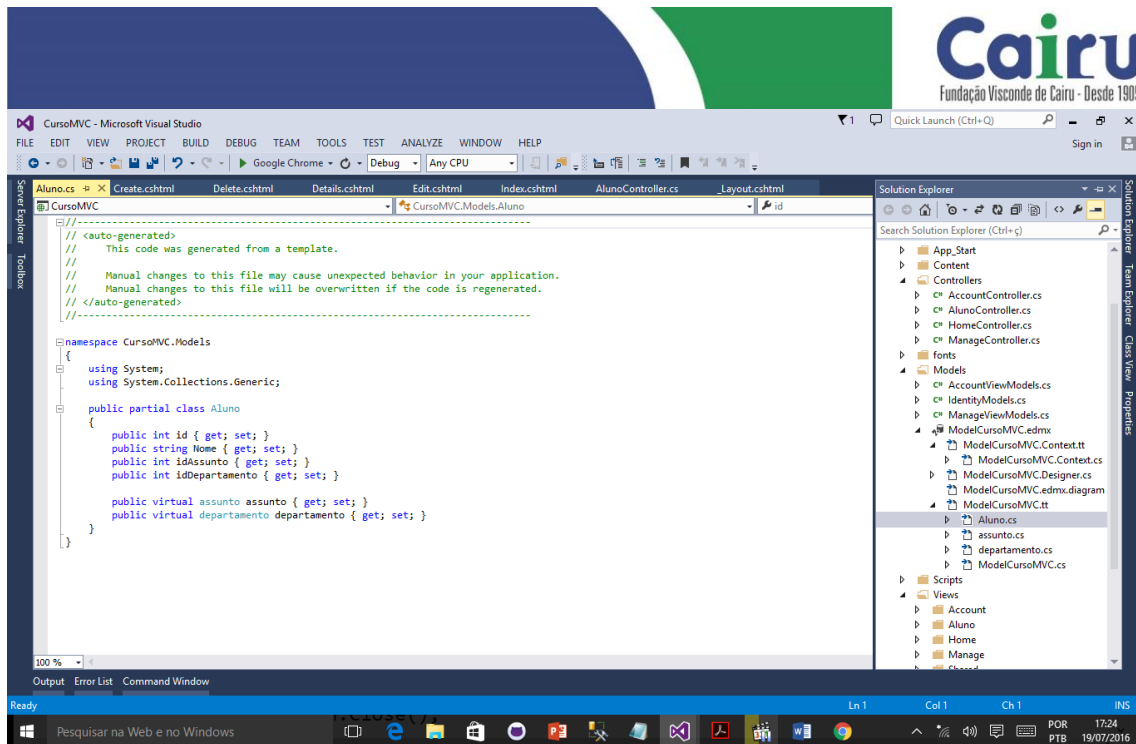 Cairu
Fundação Visconde de Cairu - Desde 190
CursoMVC - Microsoft Visual Studio
1
Quick Launch (Ctrl+Q)
FILE EDIT VIEW PROJECT BUILD DEBUG TEAM TOOLS TEST ANALYZE WINDOW HELP
Sign in
Google Chrome
Debug
Any CPU
Server Explorer
Toolbox
Aluno.cs Create.cshtml Delete.cshtml Details.cshtml Edit.cshtml Index.cshtml AlunoController.cs _Layout.cshtml
CursoMVC
CursoMVC.Models.Aluno
id
//------------------------------------------------------------------------------
// <auto-generated>
//     This code was generated from a template.
//
//     Manual changes to this file may cause unexpected behavior in your application.
//     Manual changes to this file will be overwritten if the code is regenerated.
// </auto-generated>
//------------------------------------------------------------------------------
namespace CursoMVC.Models
{
    using System;
    using System.Collections.Generic;
    public partial class Aluno
    {
        public int id { get; set; }
        public string Nome { get; set; }
        public int idAssunto { get; set; }
        public int idDepartamento { get; set; }
        public virtual assunto assunto { get; set; }
        public virtual departamento departamento { get; set; }
    }
}
100 %
Solution Explorer
Search Solution Explorer (Ctrl+ç)
App_Start
Content
Controllers
C# AccountController.cs
C# AlunoController.cs
C# HomeController.cs
C# ManageController.cs
fonts
Models
C# AccountViewModels.cs
C# IdentityModels.cs
C# ManageViewModels.cs
ModelCursoMVC.edmx
ModelCursoMVC.Context.tt
ModelCursoMVC.Context.cs
ModelCursoMVC.Designer.cs
ModelCursoMVC.edmx.diagram
ModelCursoMVC.tt
Aluno.cs
assunto.cs
departamento.cs
ModelCursoMVC.cs
Scripts
Views
Account
Aluno
Home
Manage
Solution Explorer
Team Explorer
Class View
Properties
Output Error List Command Window
Ready
Ln 1
Col 1
Ch 1
INS
Pesquisar na Web e no Windows
POR
PTB
17:24
19/07/2016